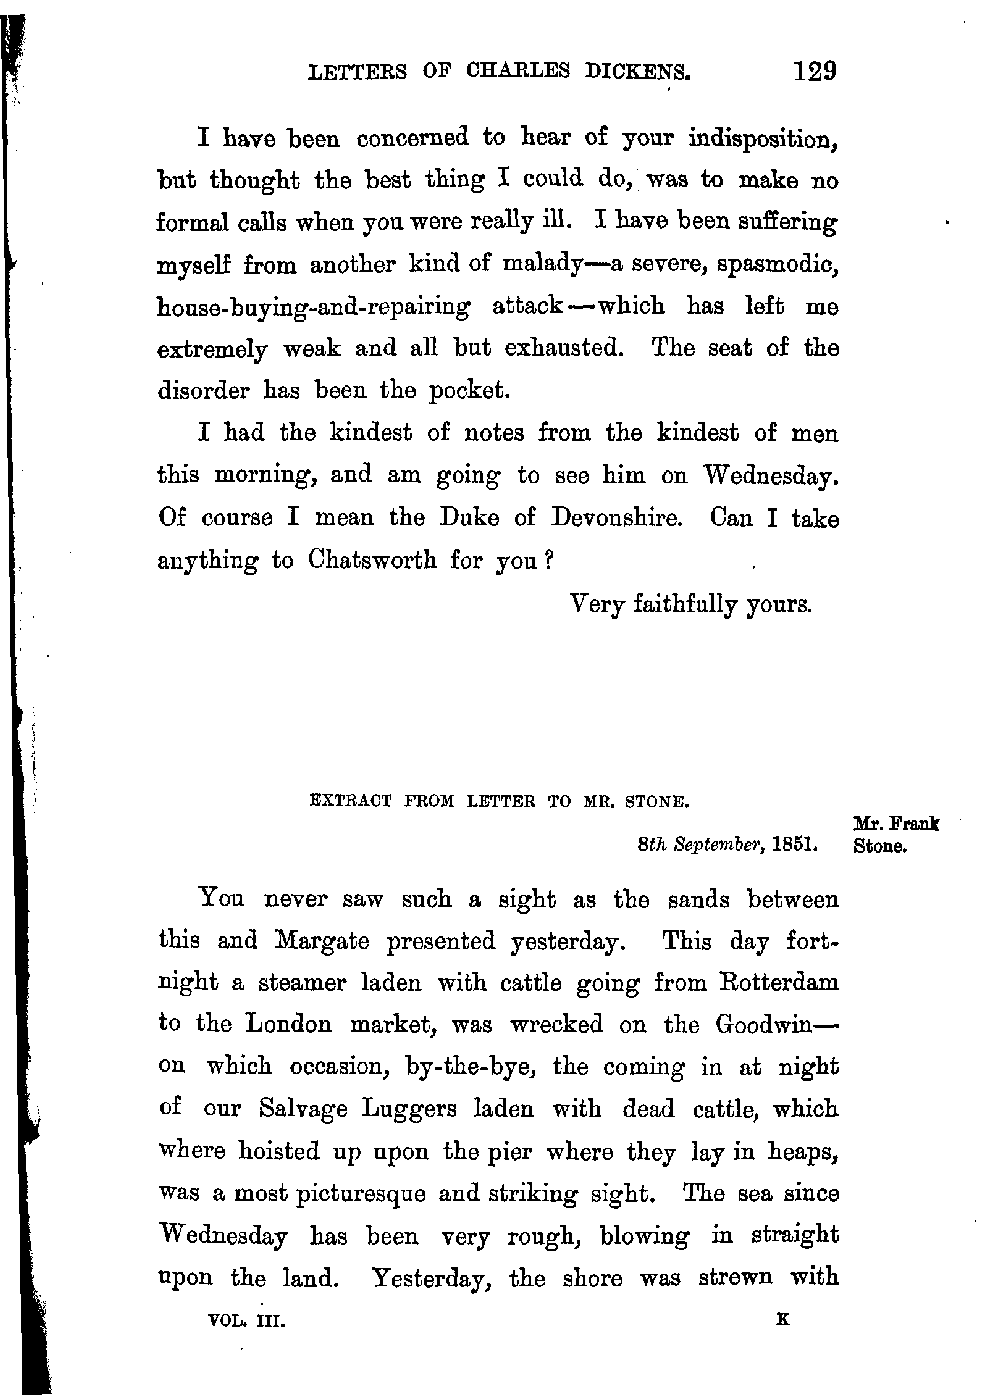 LETTERS OF CHARLES DICKENS. 129
I have been concerned to hear of your indisposition,
but thought the best thing I could do, was to make no
formal calls when you were really ill. I have been suffering
myself from another kind of malady—a severe, spasmodic,
house-buying-and-repairing attack—which has left me
extremely weak and all but exhausted. The seat of the
disorder has been the pocket.
I had the kindest of notes from the kindest of men
this morning, and am going to see him on Wednesday.
Of course I mean the Duke of Devonshire. Can I take
anything to Chatsworth for you?
Very faithfully yours.
EXTRACT FROM LETTER TO MR. STONE.
Mr. Frank
8th September, 1851. Stone.
You never saw such a sight as the sands between
this and Margate presented yesterday. This day fort-
night a steamer laden with cattle going from Rotterdam
to the London market, was wrecked on the Goodwin—
on which occasion, by-the-bye, the coming in at night
of our Salvage Luggers laden with dead cattle, which
where hoisted up upon the pier where they lay in heaps,
was a most picturesque and striking sight. The sea since
Wednesday has been very rough, blowing in straight
upon the land. Yesterday, the shore was strewn with
VOL. III. K